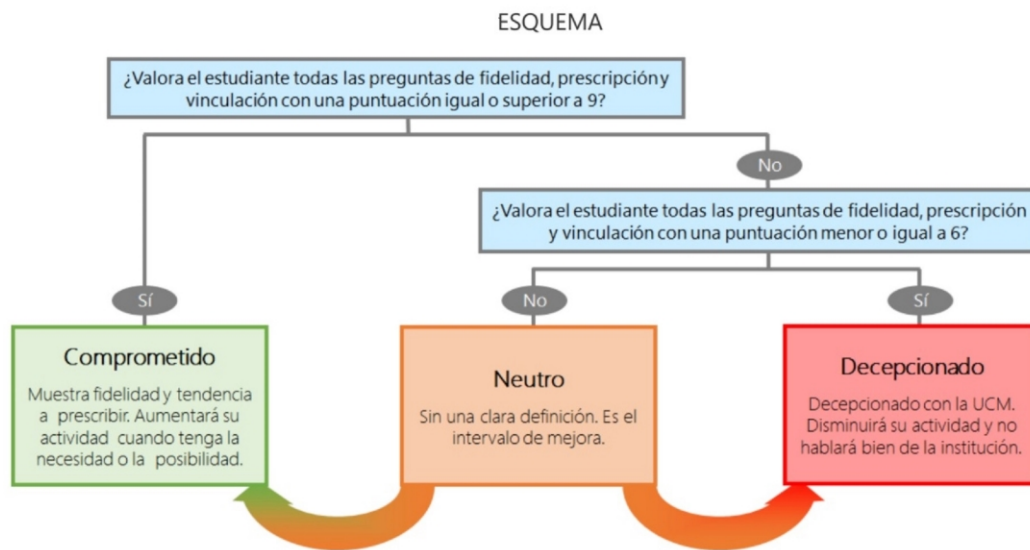 ESQUEMA
¿Valora el estudiante todas las preguntas de fidelidad, prescripción y
vinculación con una puntuación igual o superior a 9?
No
¿Valora el estudiante todas las preguntas de fidelidad, prescripción
y vinculación con una puntuación menor o igual a 6?
Sí
No
Sí
Comprometido
Muestra fidelidad y tendencia
a prescribir. Aumentará su
actividad cuando tenga la
necesidad o la posibilidad.
Neutro
Sin una clara definición. Es el
intervalo de mejora.
Decepcionado
Decepcionado con la UCM.
Disminuirá su actividad y no
hablará bien de la institución.